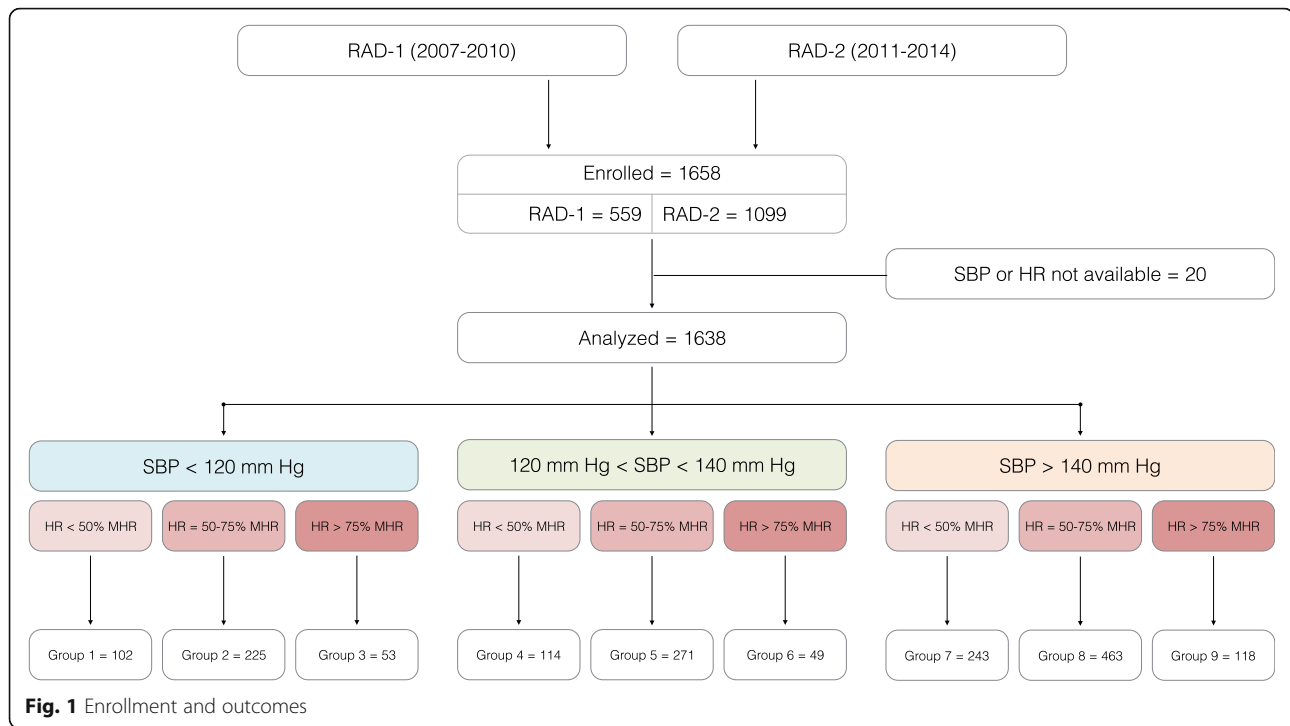 RAD-1 (2007-2010)
RAD-2 (2011-2014)
Enrolled = 1658
RAD-1 = 559
RAD-2 = 1099
SBP or HR not available = 20
Analyzed = 1638
SBP < 120 mm Hg
120 mm Hg < SBP < 140 mm Hg
SBP > 140 mm Hg
HR < 50% MHR
HR = 50-75% MHR
HR > 75% MHR
HR < 50% MHR
HR = 50-75% MHR
HR > 75% MHR
HR < 50% MHR
HR = 50-75% MHR
HR > 75% MHR
Group 1 = 102
Group 2 = 225
Group 3 = 53
Group 4 = 114
Group 5 = 271
Group 6 = 49
Group 7 = 243
Group 8 = 463
Group 9 = 118
Fig. 1 Enrollment and outcomes